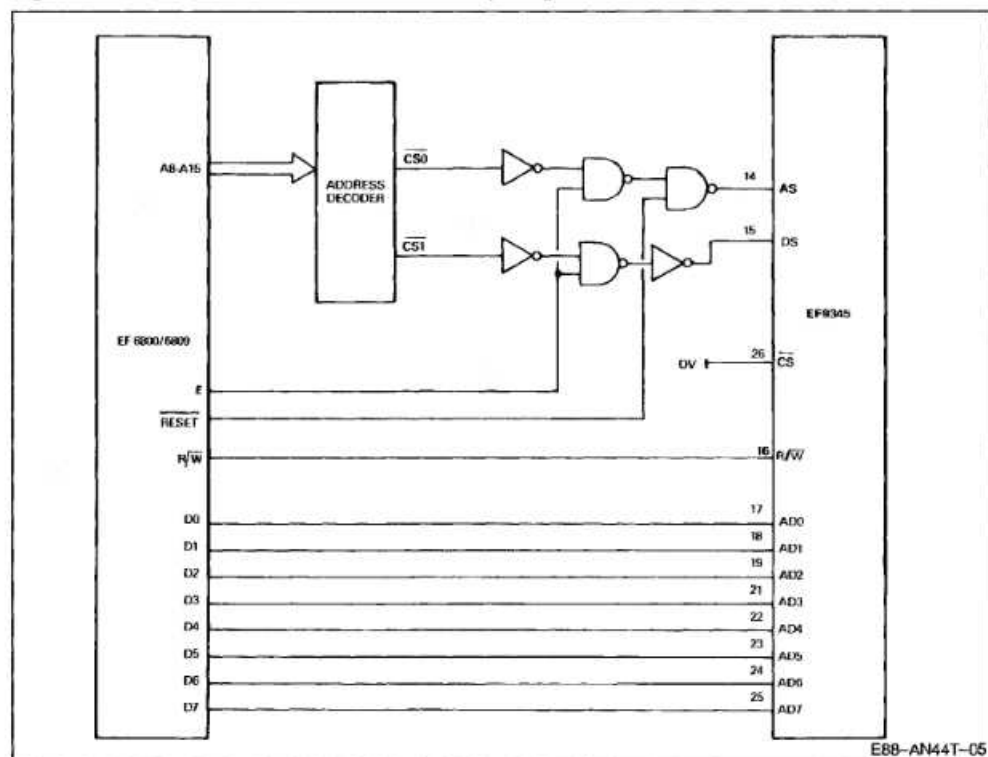 A8-A15
ADDRESS
DECODER
CS0
CS1
14
AS
15
DS
EF 6800/6809
EF9345
0V
26
CS
E
RESET
R/W
16
R/W
D0
17
AD0
D1
18
AD1
D2
19
AD2
D3
21
AD3
D4
22
AD4
D5
23
AD5
D6
24
AD6
D7
25
AD7
E88-AN44T-05